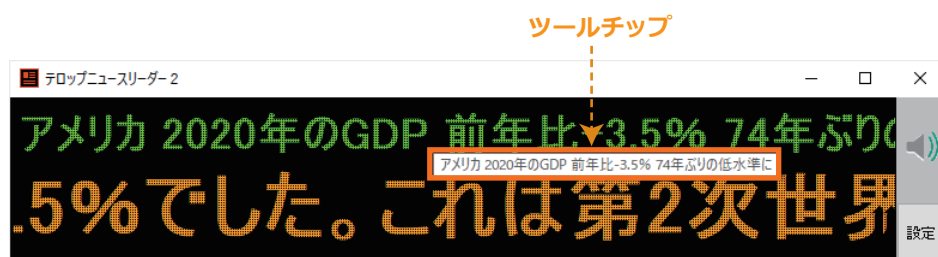 ツールチップ
テロップニュースリーダー 2
アメリカ 2020年のGDP 前年比-3.5% 74年ぶりの
アメリカ 2020年のGDP 前年比-3.5% 74年ぶりの低水準に
.5%でした。これは第2次世界
設定